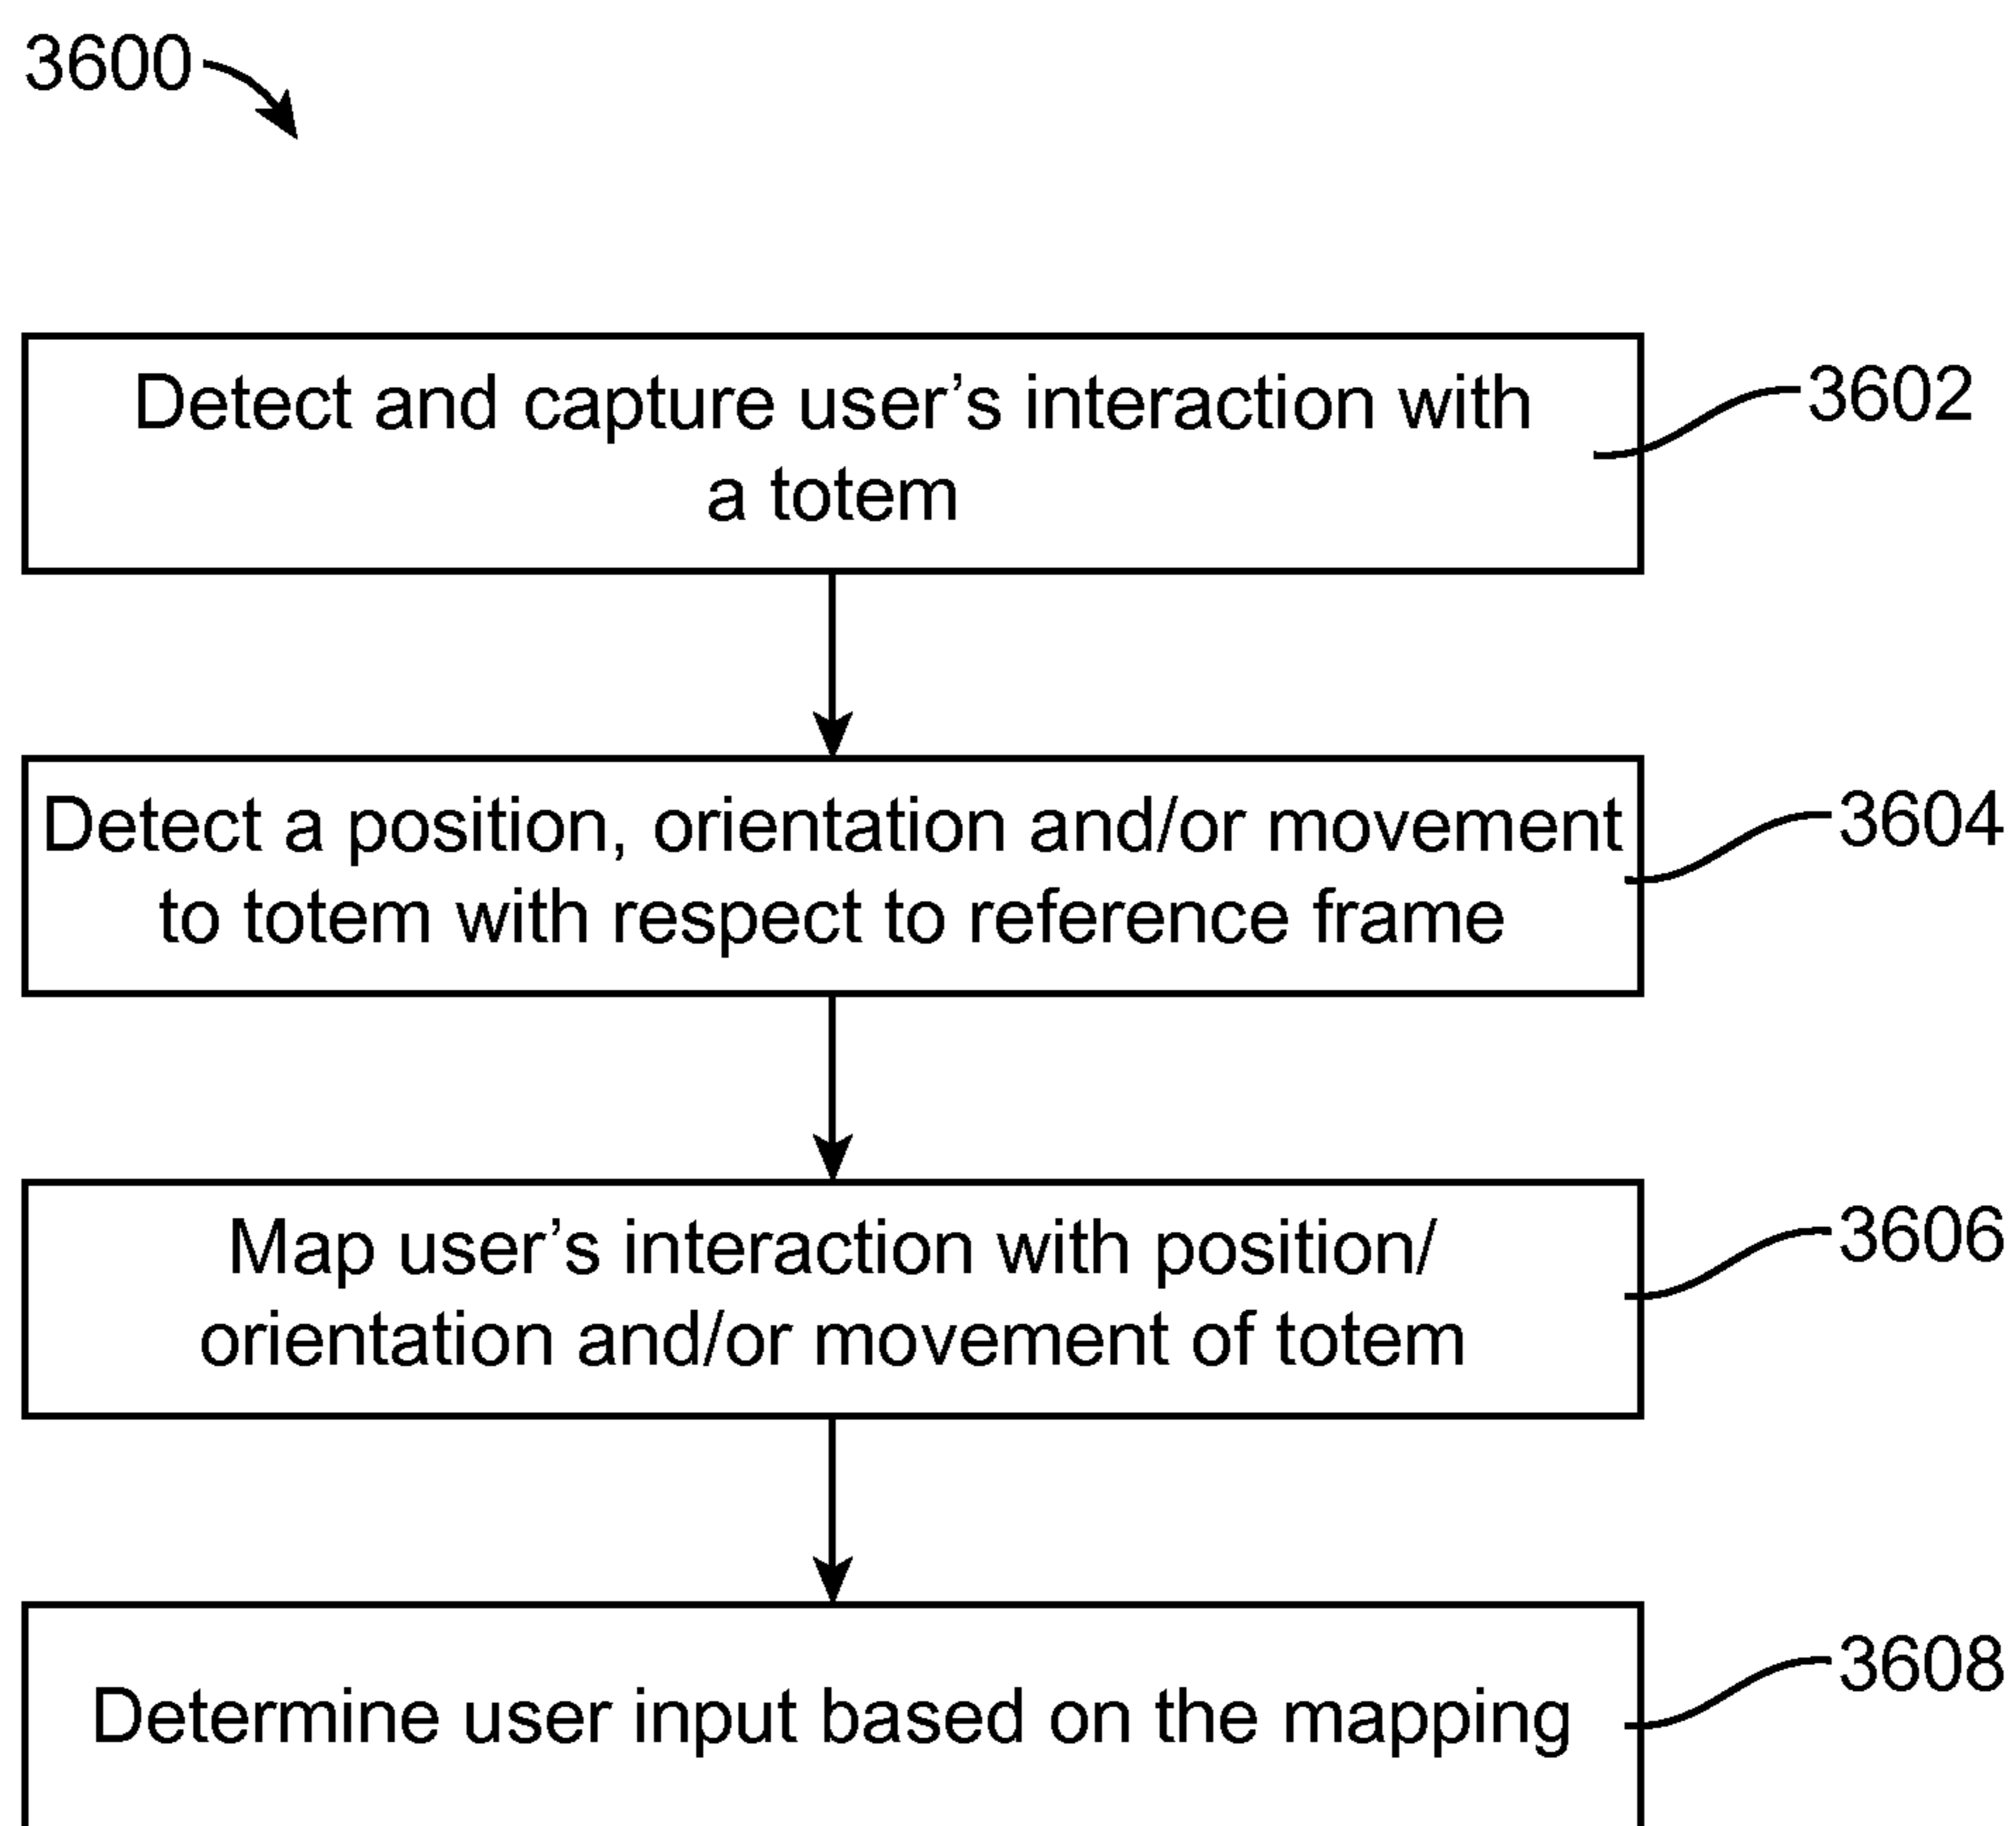 3600
Detect and capture user’s interaction with
a totem
3602
Detect a position, orientation and/or movement
to totem with respect to reference frame
3604
Map user’s interaction with position/
orientation and/or movement of totem
3606
Determine user input based on the mapping
3608